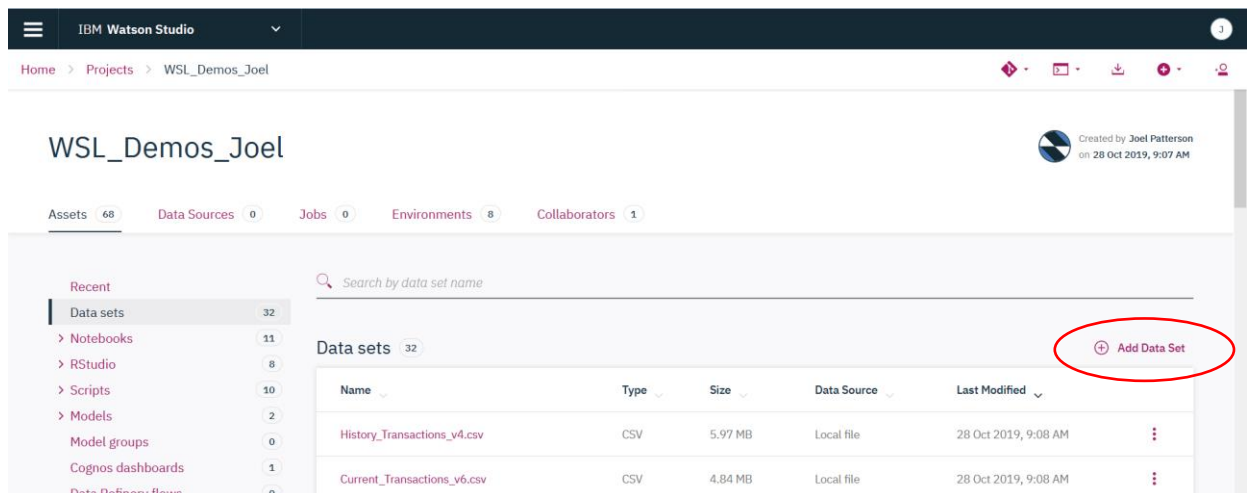 IBM Watson Studio
J
Home > Projects > WSL_Demos_Joel
WSL_Demos_Joel
Created by Joel Patterson
on 28 Oct 2019, 9:07 AM
Assets 68 Data Sources 0 Jobs 0 Environments 8 Collaborators 1
Recent
Search by data set name
Data sets 32
> Notebooks 11
> RStudio 8
> Scripts 10
> Models 2
Model groups 0
Cognos dashboards 1
Data Refinery flows 0
Data sets 32
Add Data Set
Name Type Size Data Source Last Modified
History_Transactions_v4.csv CSV 5.97 MB Local file 28 Oct 2019, 9:08 AM
Current_Transactions_v6.csv CSV 4.84 MB Local file 28 Oct 2019, 9:08 AM